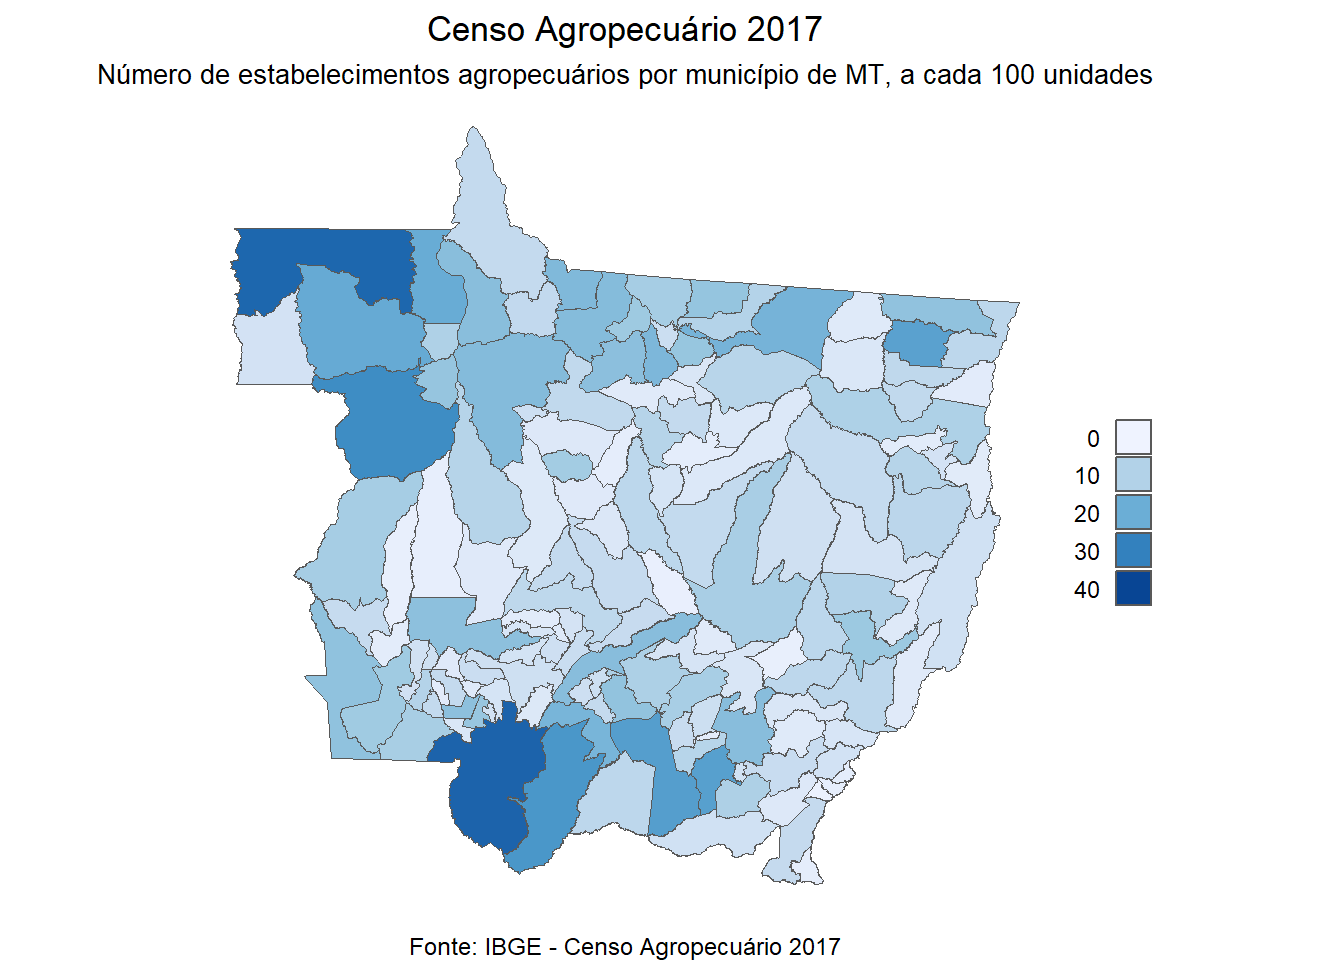 Censo Agropecuário 2017
Número de estabelecimentos agropecuários por município de MT, a cada 100 unidades
0
10
20
30
40
Fonte: IBGE - Censo Agropecuário 2017